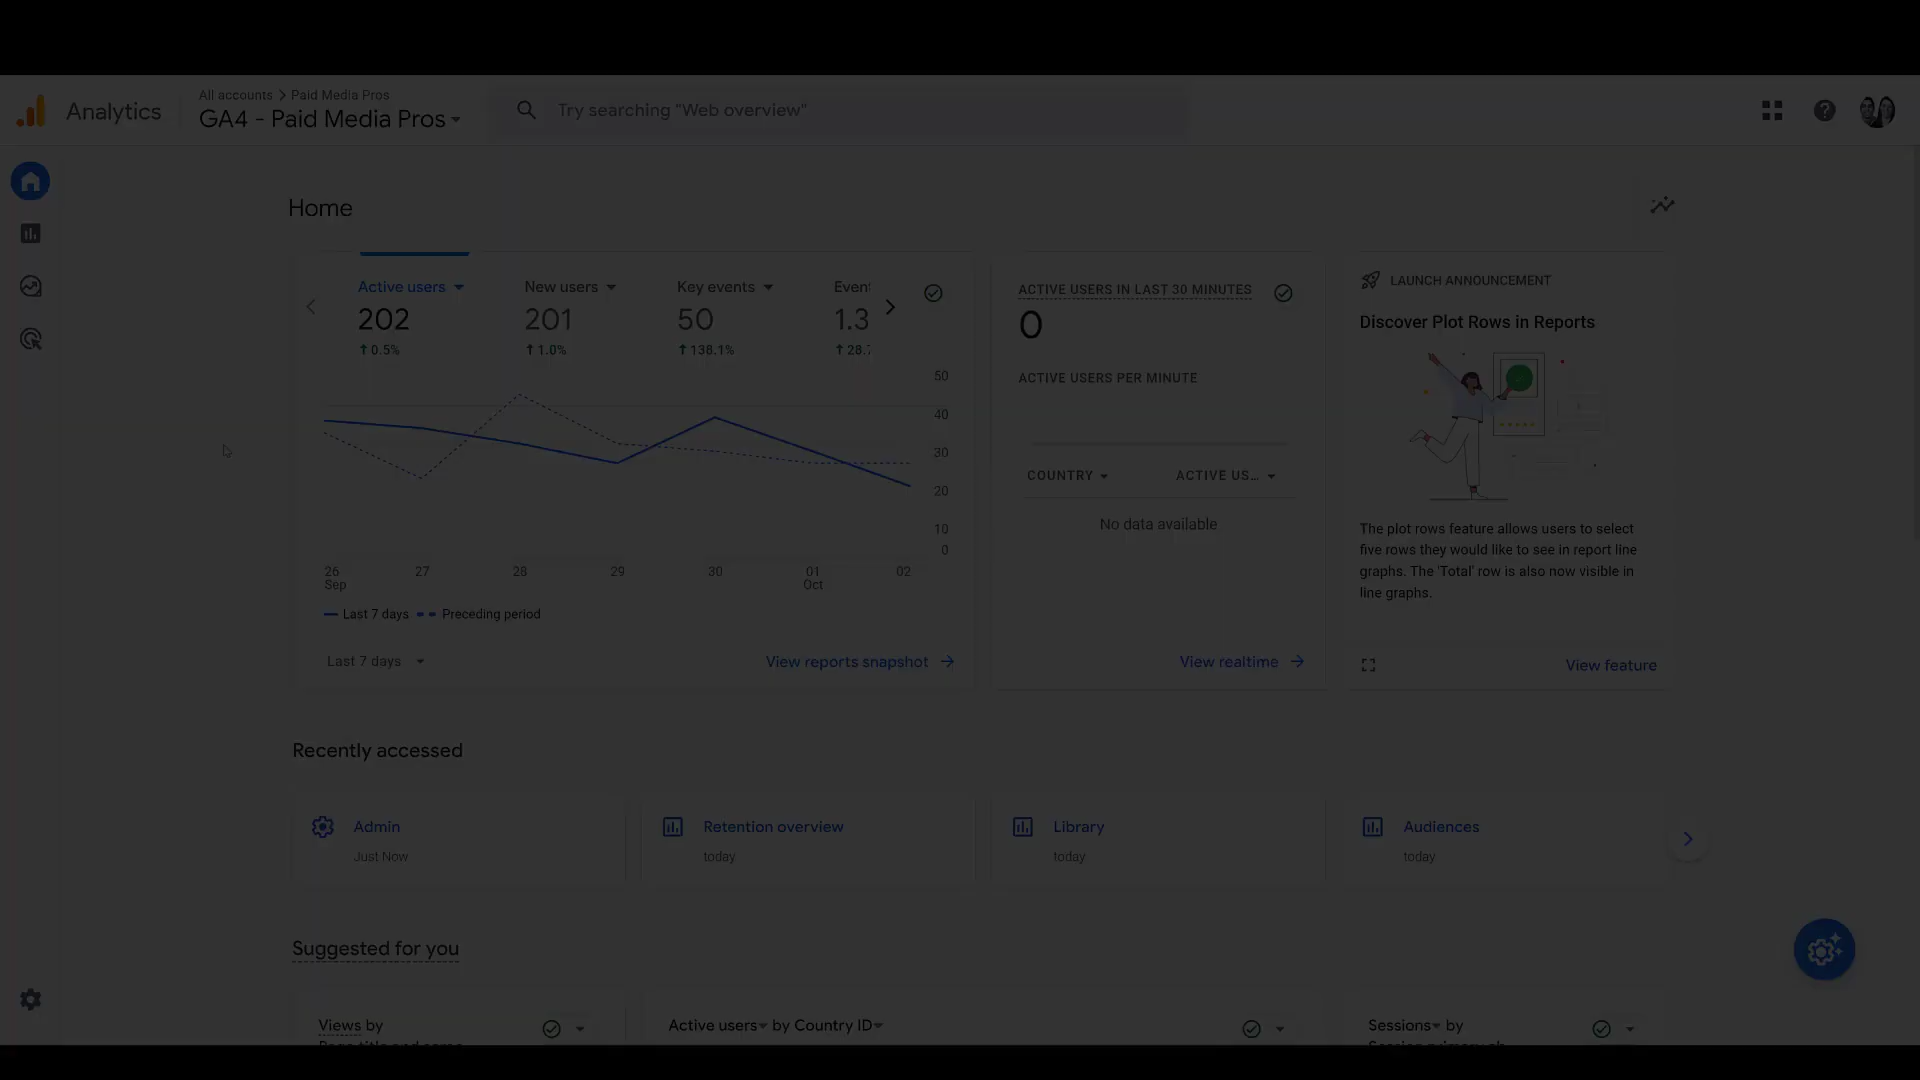 Analytics
All accounts > Paid Media Pros
GA4 - Paid Media Pros
Try searching "Web overview"
Home
Active users
202
0.5%
New users
201
1.0%
Key events
50
138.1%
Event
1.3
28.
50
40
30
20
10
0
26
Sep
27
28
29
30
01
Oct
02
Last 7 days
Preceding period
Last 7 days
View reports snapshot
ACTIVE USERS IN LAST 30 MINUTES
0
ACTIVE USERS PER MINUTE
COUNTRY
ACTIVE US...
No data available
View realtime
LAUNCH ANNOUNCEMENT
Discover Plot Rows in Reports
The plot rows feature allows users to select
five rows they would like to see in report line
graphs. The 'Total' row is also now visible in
line graphs.
View feature
Recently accessed
Admin
Just Now
Retention overview
today
Library
today
Audiences
today
Suggested for you
Views by
Active users by Country ID
Sessions by